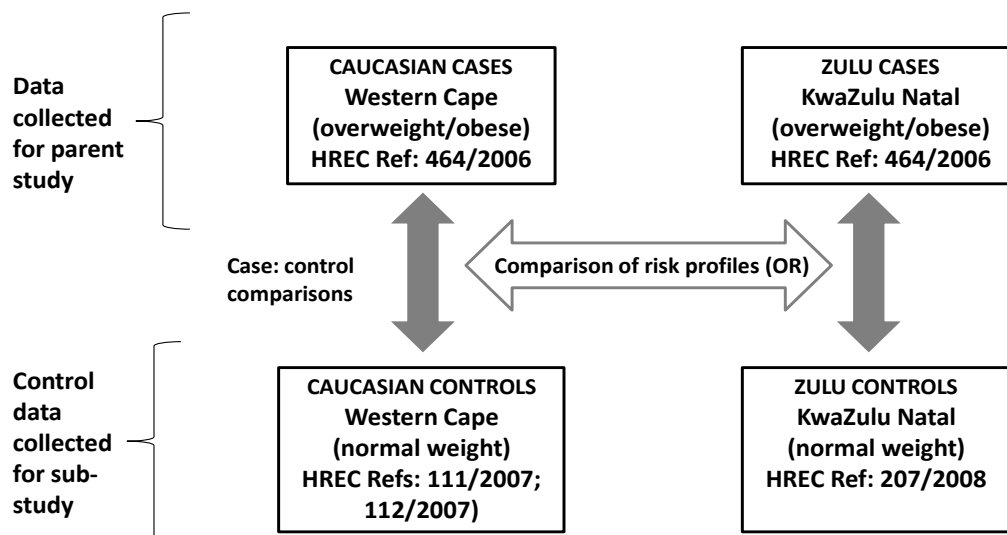 Data
collected
for parent
study
CAUCASIAN CASES
Western Cape
(overweight/obese)
HREC Ref: 464/2006
ZULU CASES
KwaZulu Natal
(overweight/obese)
HREC Ref: 464/2006
Case: control
comparisons
Comparison of risk profiles (OR)
Control
data
collected
for sub-
study
CAUCASIAN CONTROLS
Western Cape
(normal weight)
HREC Refs: 111/2007;
112/2007)
ZULU CONTROLS
KwaZulu Natal
(normal weight)
HREC Ref: 207/2008